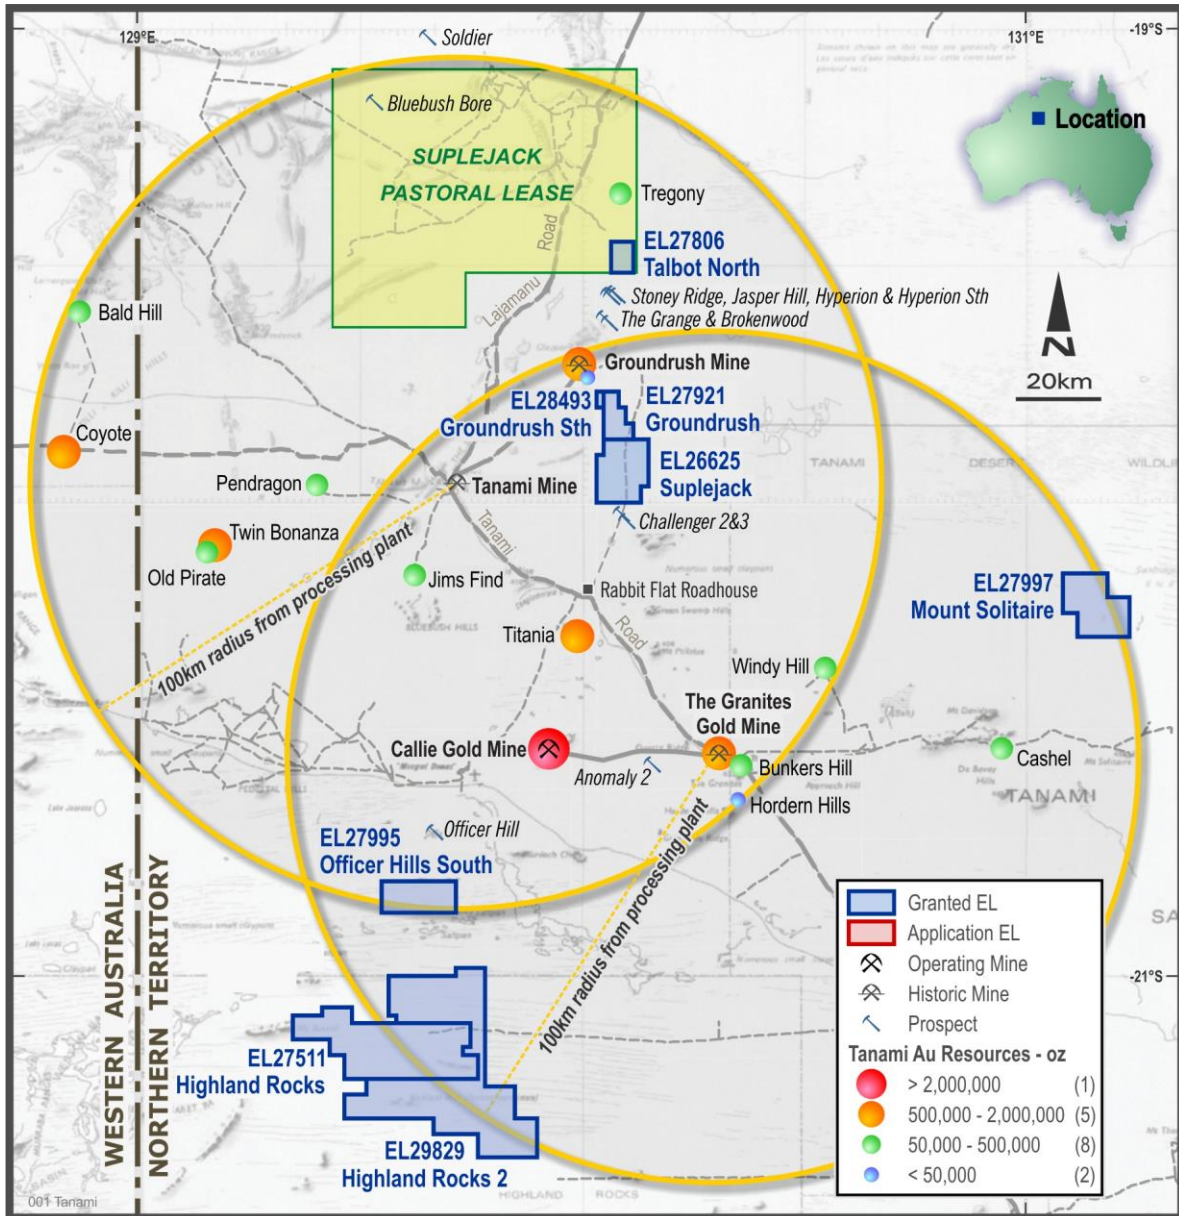 129°E
131°E
-19°S
Soldier
Bluebush Bore
SUPLEJACK
PASTORAL LEASE
Location
Tregony
Road
EL27806
Talbot North
Lajamanu
Stoney Ridge, Jasper Hill, Hyperion & Hyperion Sth
The Grange & Brokenwood
Bald Hill
N
20km
Groundrush Mine
EL28493
Groundrush Sth
EL27921
Groundrush
Coyote
EL26625
Suplejack
TANAMI
DESERT
Pendragon
Tanami Mine
Challenger 2&3
Twin Bonanza
Old Pirate
Tanami
Jims Find
Rabbit Flat Roadhouse
EL27997
Mount Solitaire
BLUEBUSH HILLS
100km radius from processing plant
Titania
Road
Windy Hill
The Granites
Gold Mine
Callie Gold Mine
Anomaly 2
Bunkers Hill
Cashel
Hordern Hills
TANAMI
EL27995
Officer Hills South
Officer Hill
100km radius from processing plant
WESTERN AUSTRALIA
NORTHERN TERRITORY
-21°S
EL27511
Highland Rocks
EL29829
Highland Rocks 2
HIGHLAND ROCKS
001 Tanami
Granted EL
Application EL
Operating Mine
Historic Mine
Prospect
Tanami Au Resources - oz
> 2,000,000 (1)
500,000 - 2,000,000 (5)
50,000 - 500,000 (8)
< 50,000 (2)